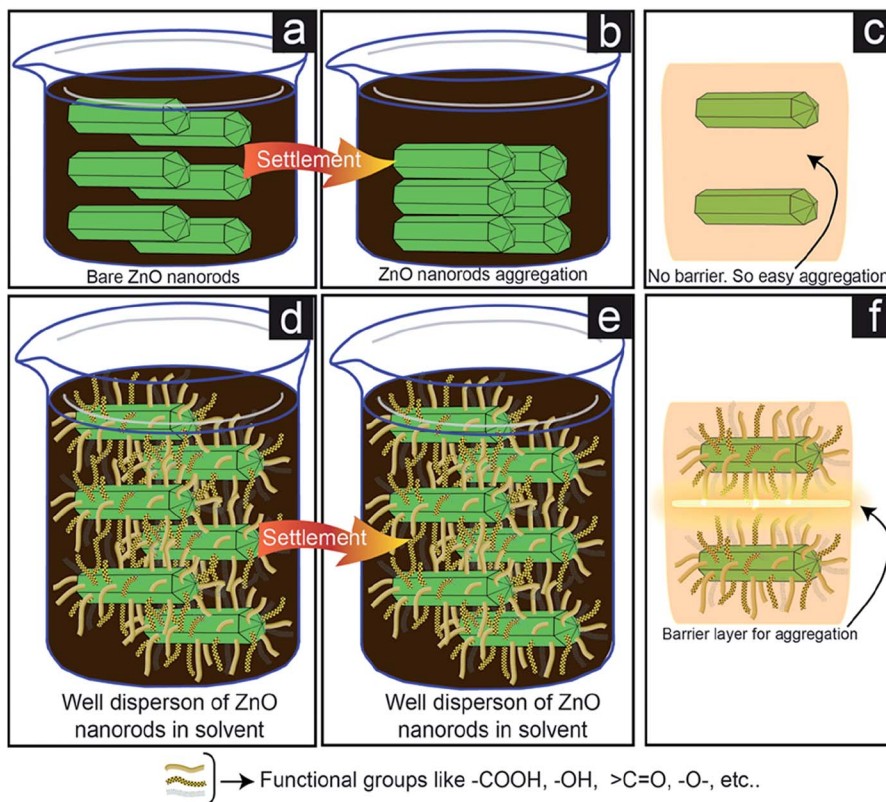 a
b
c
Settlement
Bare ZnO nanorods
ZnO nanorods aggregation
No barrier. So easy aggregation
d
e
f
Settlement
Barrier layer for aggregation
Well disperson of ZnO
nanorods in solvent
Well disperson of ZnO
nanorods in solvent
Functional groups like -COOH, -OH, >C=O, -O-, etc..